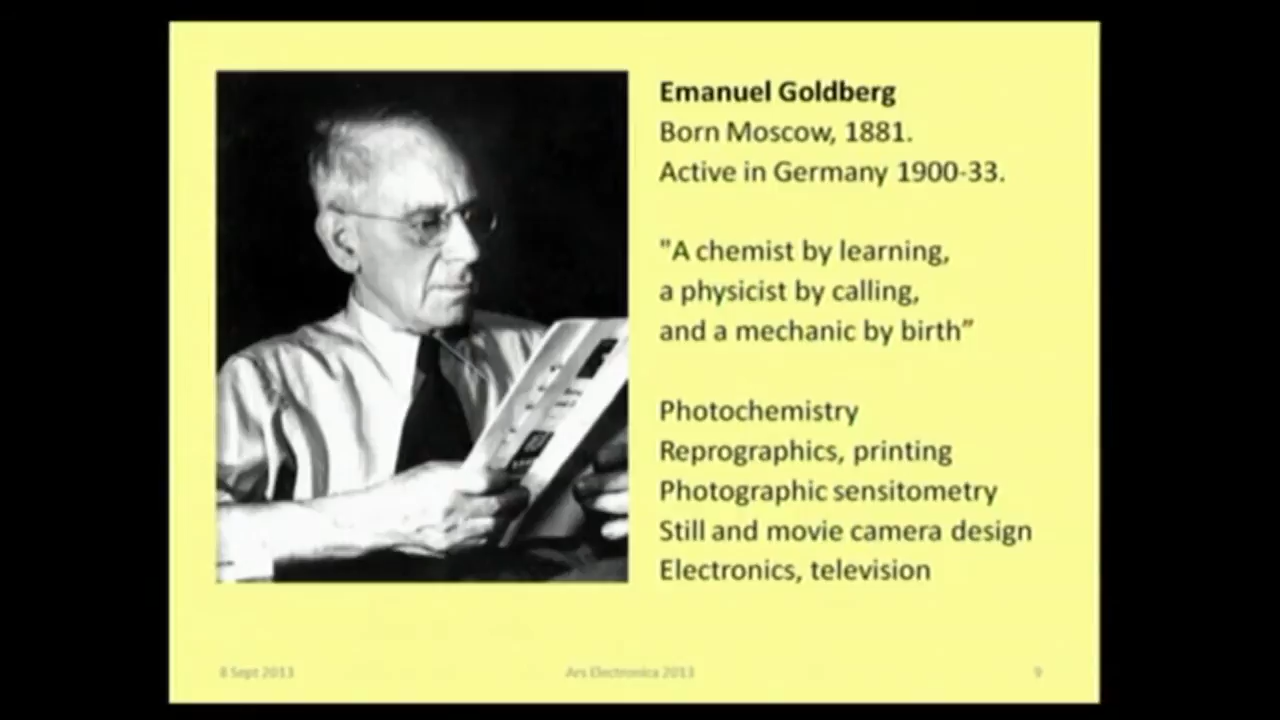 Emanuel Goldberg
Born Moscow, 1881.
Active in Germany 1900-33.
"A chemist by learning,
a physicist by calling,
and a mechanic by birth”
Photochemistry
Reprographics, printing
Photographic sensitometry
Still and movie camera design
Electronics, television
8 Sept 2013
Ars Electronica 2013
9